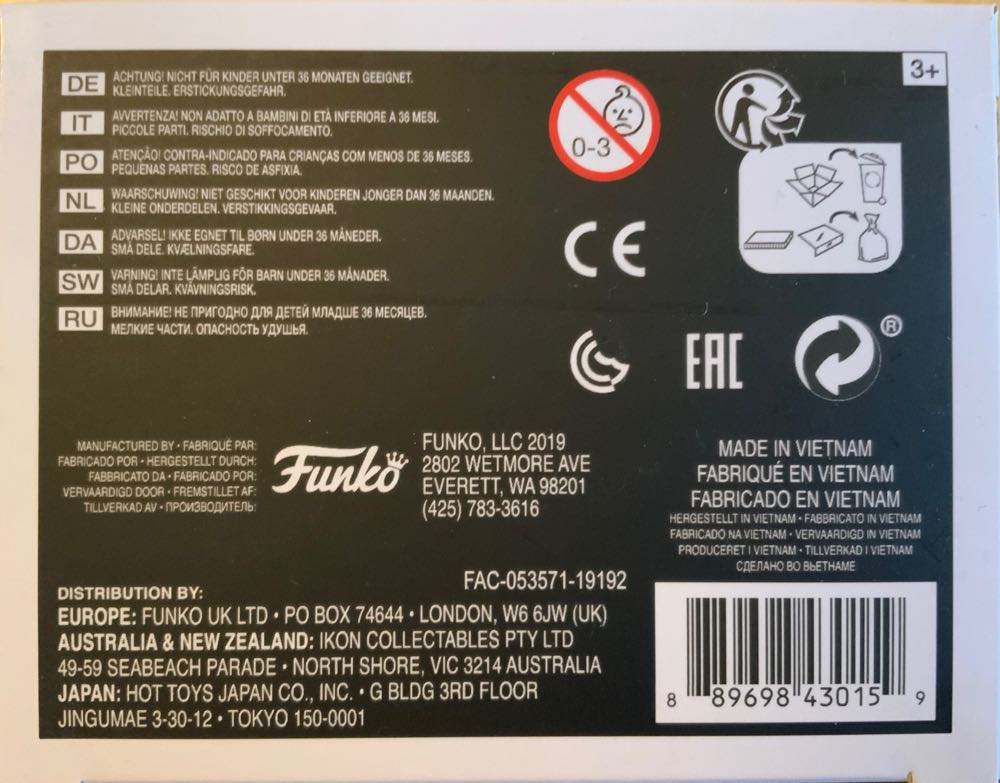 3+
DE ACHTUNG! NICHT FÜR KINDER UNTER 36 MONATEN GEEIGNET.
KLEINTEILE. ERSTICKUNGSGEFAHR.
IT AVVERTENZA! NON ADATTO A BAMBINI DI ETÀ INFERIORE A 36 MESI.
PICCOLE PARTI. RISCHIO DI SOFFOCAMENTO.
PO ATENÇÃO! CONTRA-INDICADO PARA CRIANÇAS COM MENOS DE 36 MESES.
PEQUENAS PARTES. RISCO DE ASFIXIA.
NL WAARSCHUWING! NIET GESCHIKT VOOR KINDEREN JONGER DAN 36 MAANDEN.
KLEINE ONDERDELEN. VERSTIKKINGSGEVAAR.
DA ADVARSEL! IKKE EGNET TIL BØRN UNDER 36 MÅNEDER.
SMÅ DELE. KVÆLNINGSFARE.
SW VARNING! INTE LÄMPLIG FÖR BARN UNDER 36 MÅNADER.
SMÅ DELAR. KVÄVNINGSRISK.
RU ВНИМАНИЕ! НЕ ПРИГОДНО ДЛЯ ДЕТЕЙ МЛАДШЕ 36 МЕСЯЦЕВ.
МЕЛКИЕ ЧАСТИ. ОПАСНОСТЬ УДУШЬЯ.
0-3
CE
EAC
®
MANUFACTURED BY • FABRIQUÉ PAR:
FABRICADO POR • HERGESTELLT DURCH:
FABBRICATO DA • FABRICADO POR:
VERVAARDIGD DOOR • FREMSTILLET AF:
TILLVERKAD AV • ПРОИЗВОДИТЕЛЬ:
Funko
FUNKO, LLC 2019
2802 WETMORE AVE
EVERETT, WA 98201
(425) 783-3616
MADE IN VIETNAM
FABRIQUÉ EN VIETNAM
FABRICADO EN VIETNAM
HERGESTELLT IN VIETNAM • FABBRICATO IN VIETNAM
FABRICADO NA VIETNAM • VERVAARDIGD IN VIETNAM
PRODUCERET I VIETNAM • TILLVERKAD I VIETNAM
СДЕЛАНО ВО ВЬЕТНАМЕ
FAC-053571-19192
DISTRIBUTION BY:
EUROPE: FUNKO UK LTD • PO BOX 74644 • LONDON, W6 6JW (UK)
AUSTRALIA & NEW ZEALAND: IKON COLLECTABLES PTY LTD
49-59 SEABEACH PARADE • NORTH SHORE, VIC 3214 AUSTRALIA
JAPAN: HOT TOYS JAPAN CO., INC. • G BLDG 3RD FLOOR
JINGUMAE 3-30-12 • TOKYO 150-0001
8 89698 43015 9